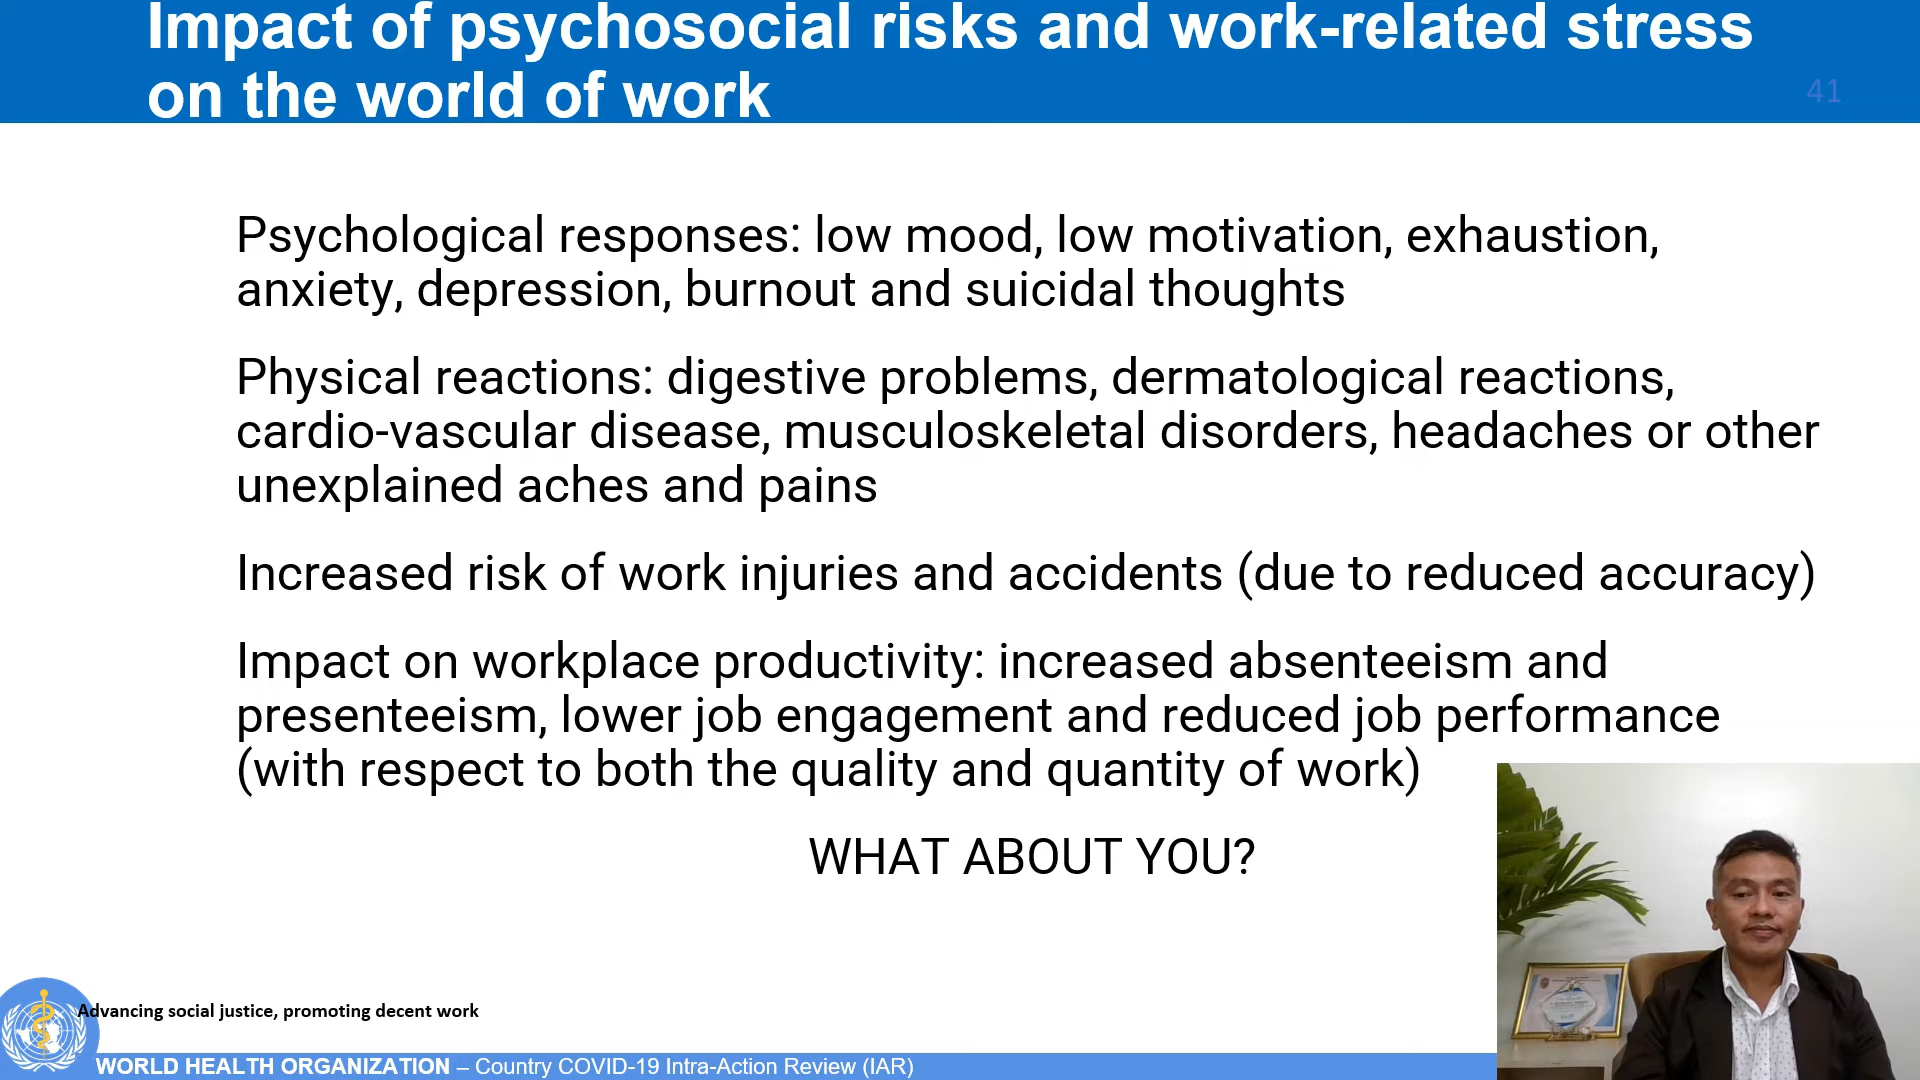 Impact of psychosocial risks and work-related stress
on the world of work
41
Psychological responses: low mood, low motivation, exhaustion,
anxiety, depression, burnout and suicidal thoughts
Physical reactions: digestive problems, dermatological reactions,
cardio-vascular disease, musculoskeletal disorders, headaches or other
unexplained aches and pains
Increased risk of work injuries and accidents (due to reduced accuracy)
Impact on workplace productivity: increased absenteeism and
presenteeism, lower job engagement and reduced job performance
(with respect to both the quality and quantity of work)
WHAT ABOUT YOU?
Advancing social justice, promoting decent work
WORLD HEALTH ORGANIZATION – Country COVID-19 Intra-Action Review (IAR)